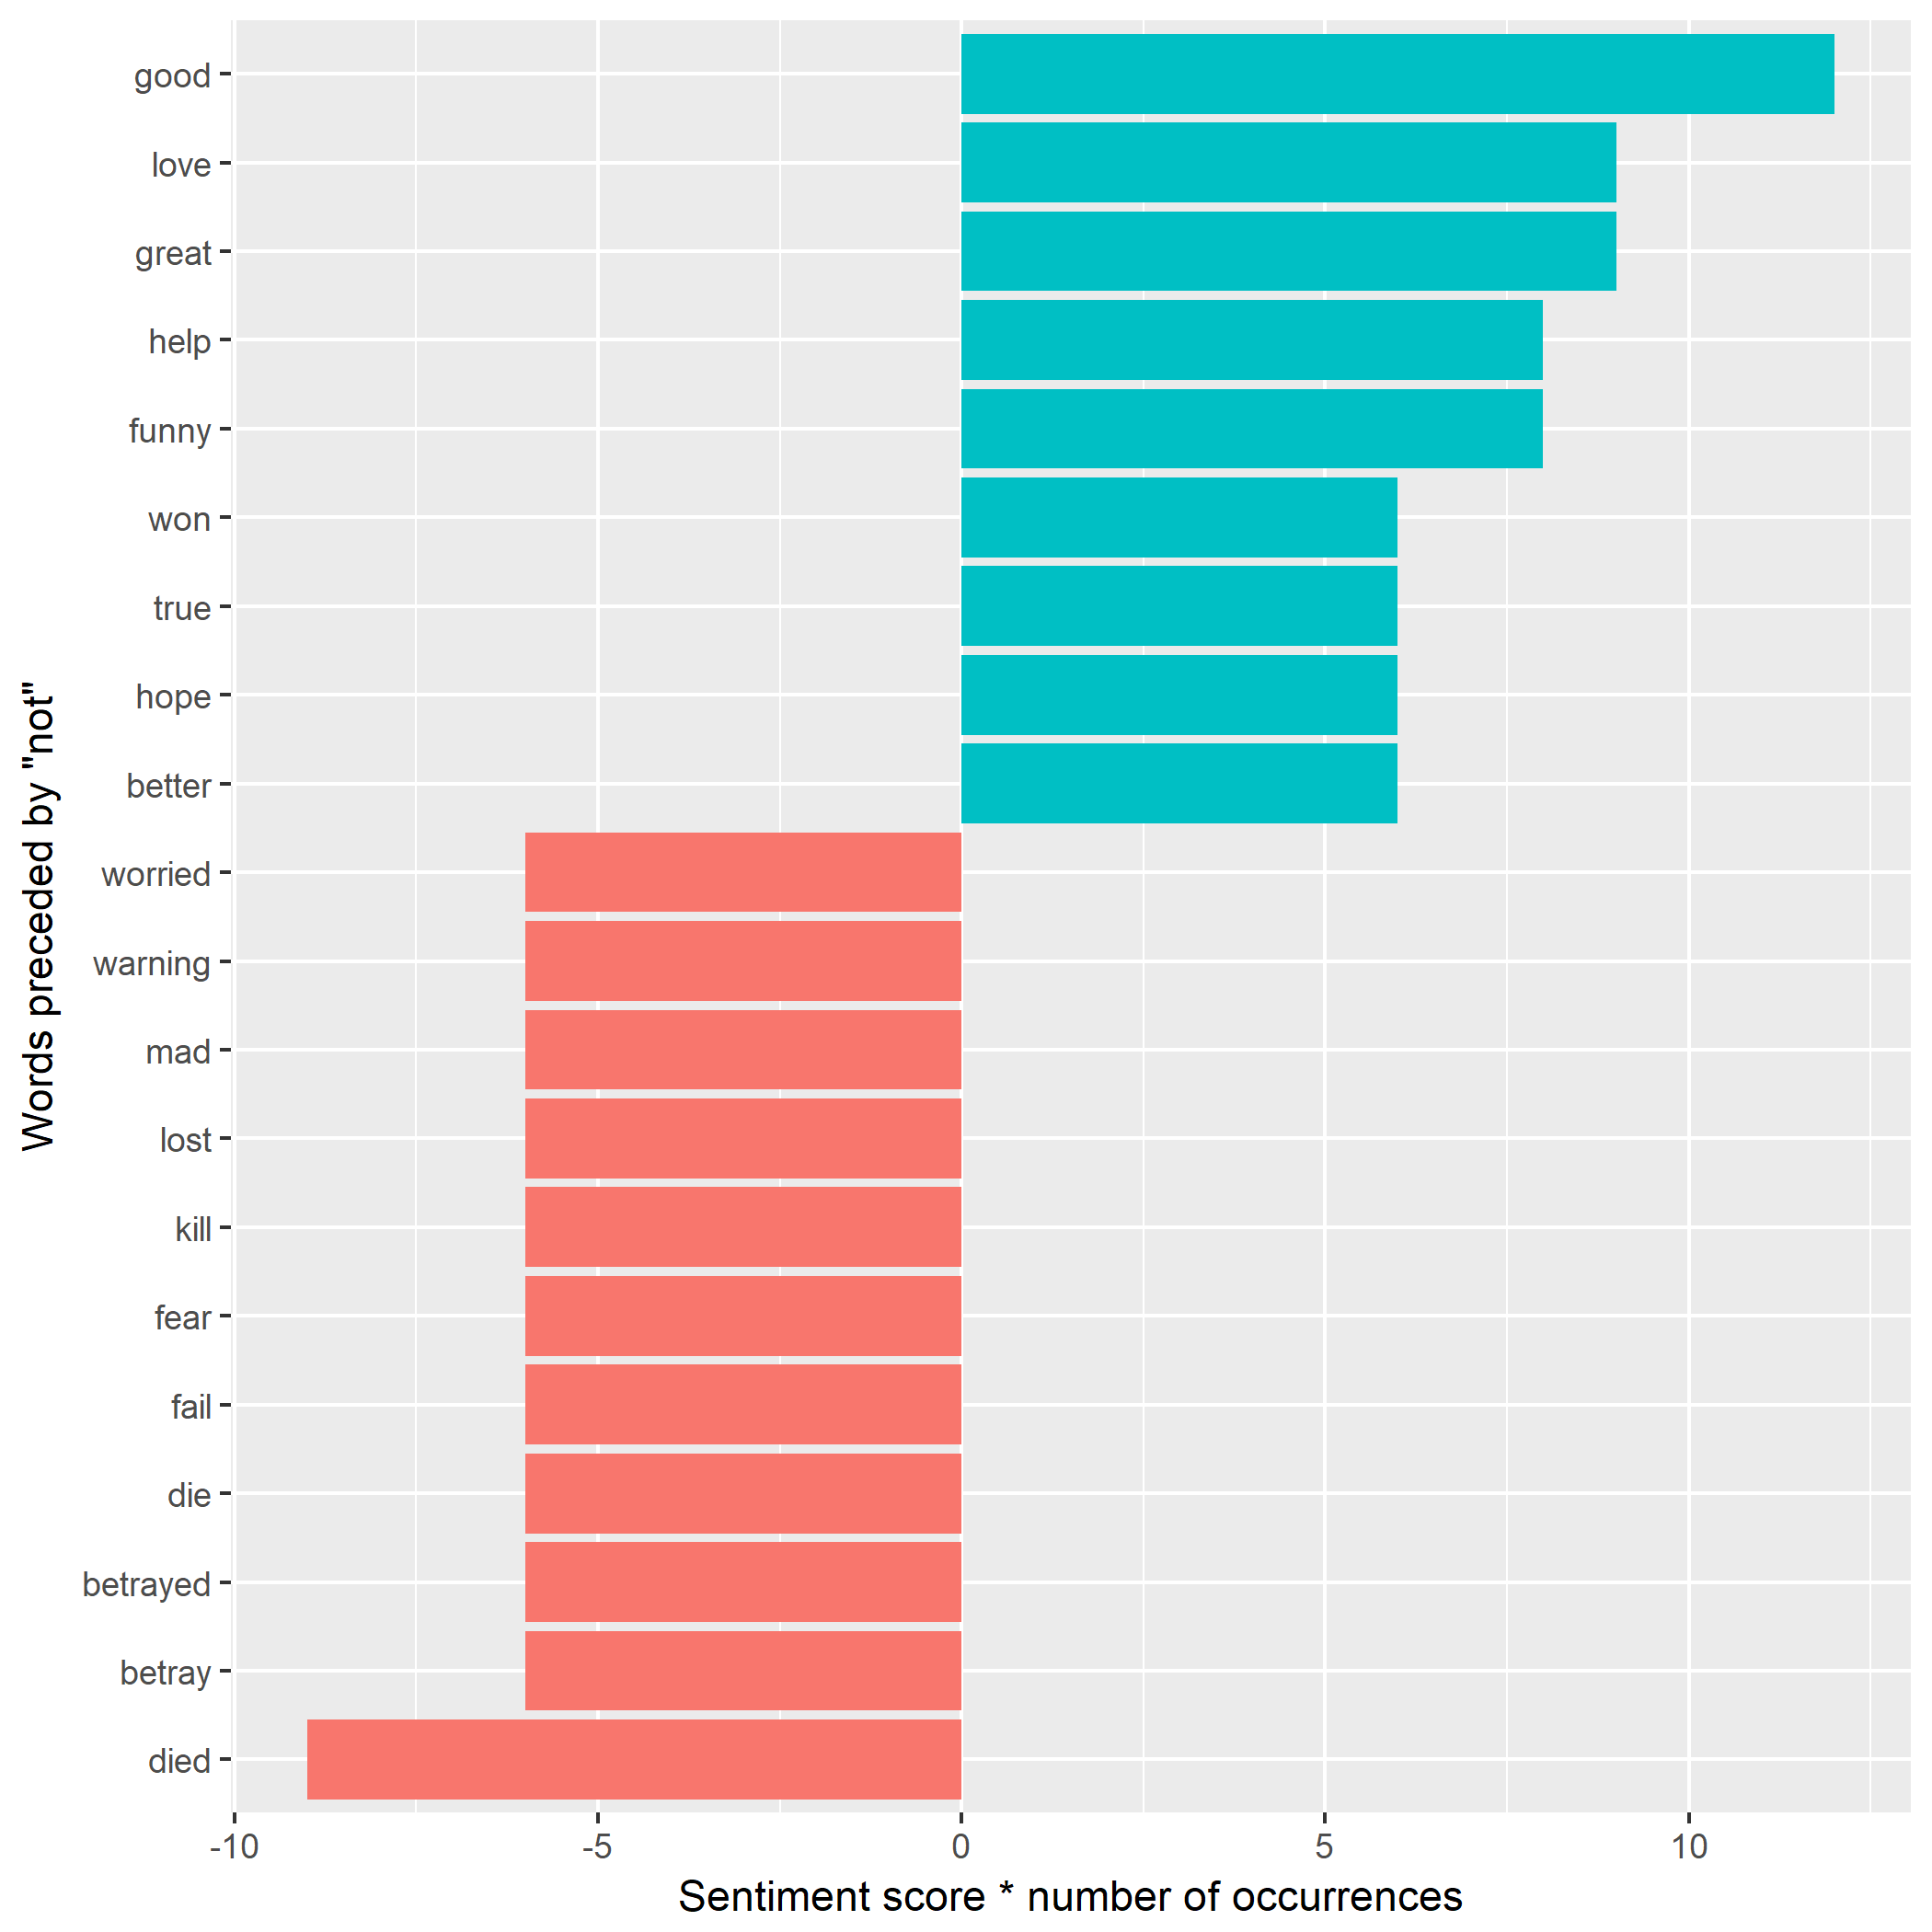 good
love
great
help
funny
won
true
hope
better
worried
warning
mad
lost
kill
fear
fail
die
betrayed
betray
died
Words preceded by "not"
-10 -5 0 5 10
Sentiment score * number of occurrences